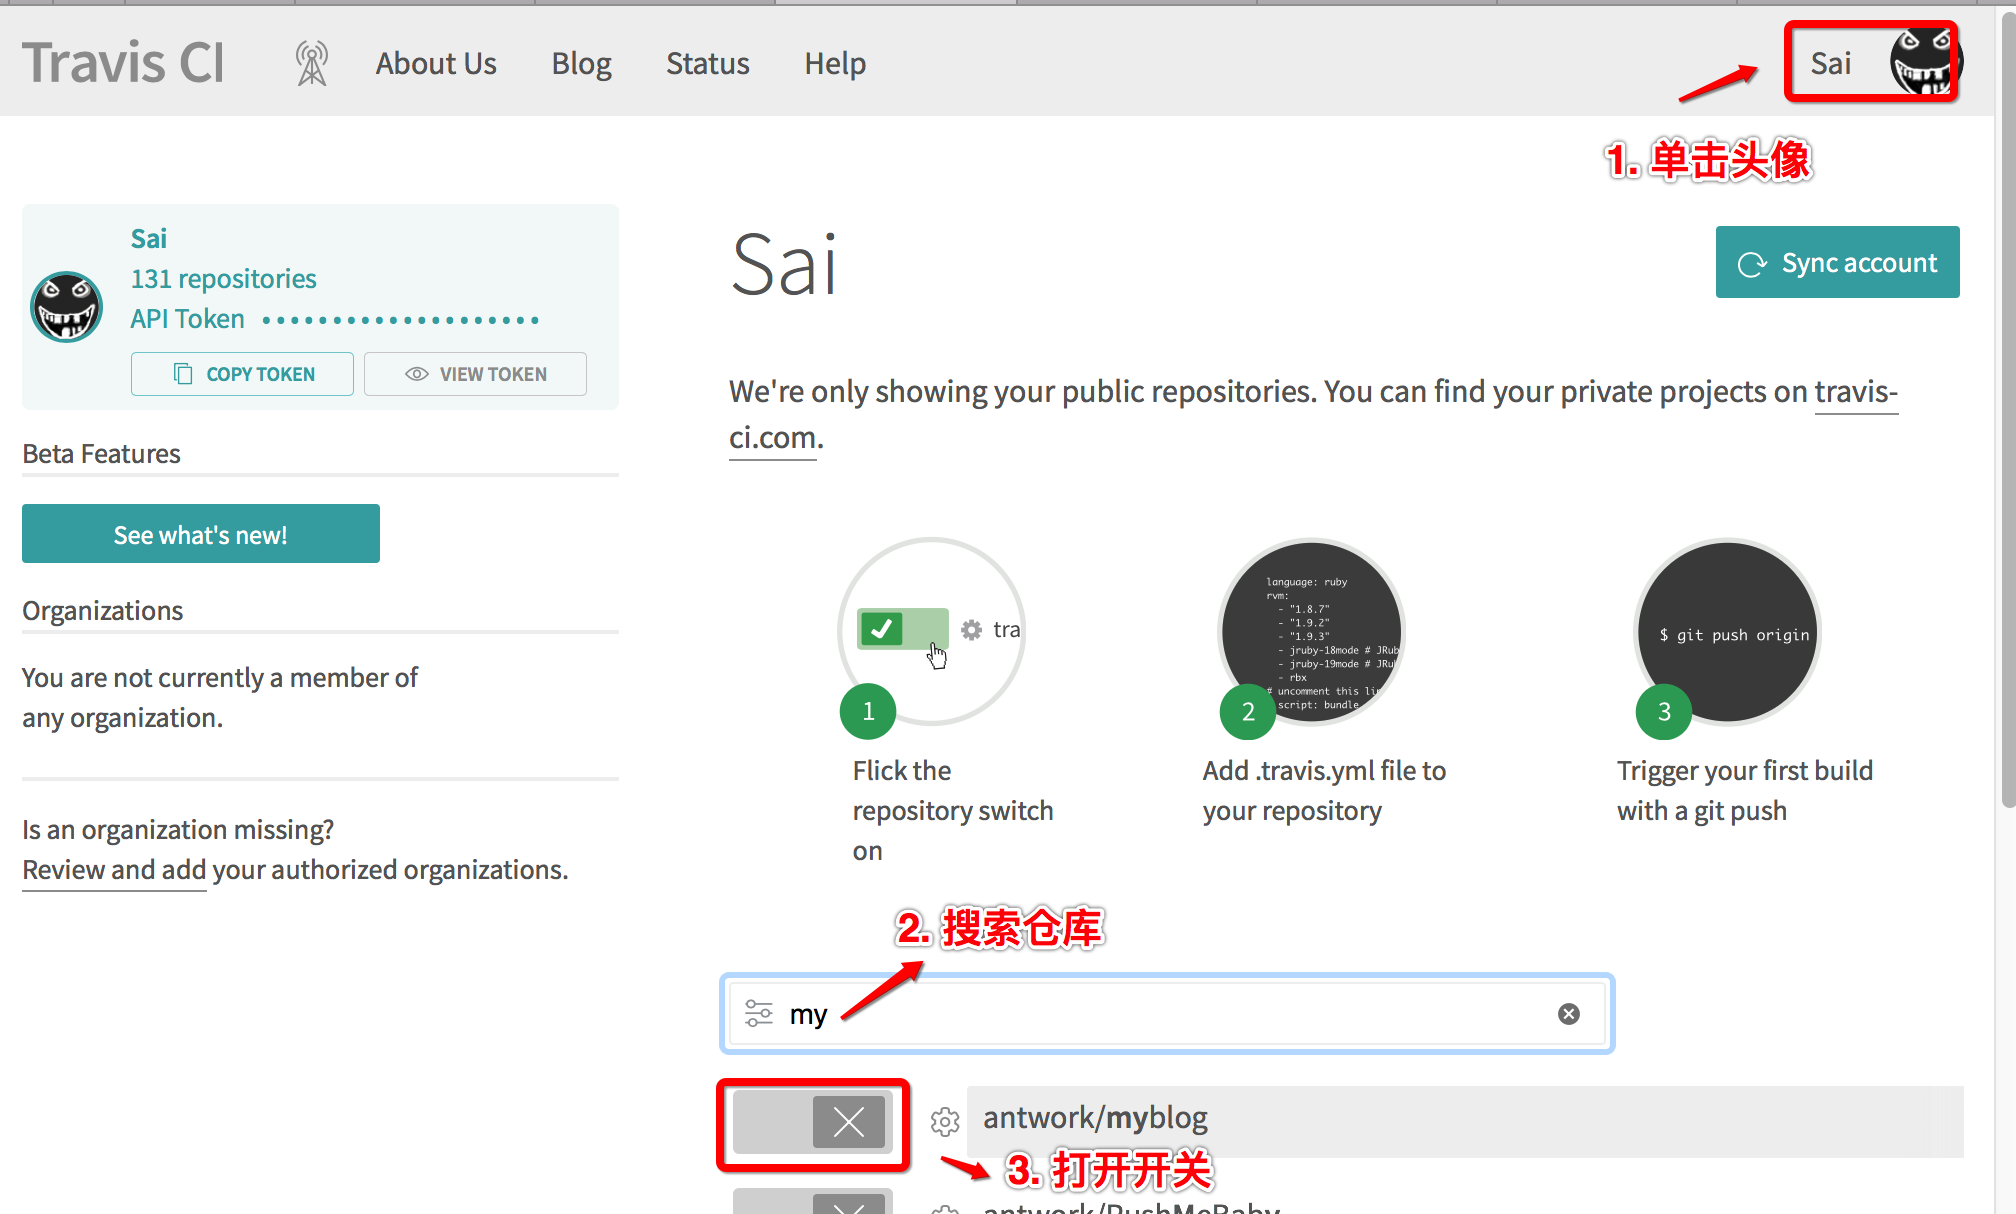 Travis CI
About Us
Blog
Status
Help
Sai
1. 单击头像
Sai
131 repositories
API Token
COPY TOKEN
VIEW TOKEN
Beta Features
See what's new!
Organizations
You are not currently a member of
any organization.
Is an organization missing?
Review and add your authorized organizations.
Sai
Sync account
We're only showing your public repositories. You can find your private projects on travis-
ci.com.
tra
1
Flick the
repository switch
on
language: ruby
rvm:
- "1.8.7"
- "1.9.2"
- "1.9.3"
- jruby-18mode # JRub
- jruby-19mode # JRu
- rbx
# uncomment this li
script: bundle
2
Add .travis.yml file to
your repository
$ git push origin
3
Trigger your first build
with a git push
2. 搜索仓库
my
antwork/myblog
3. 打开开关
antwork/PushMeBaby